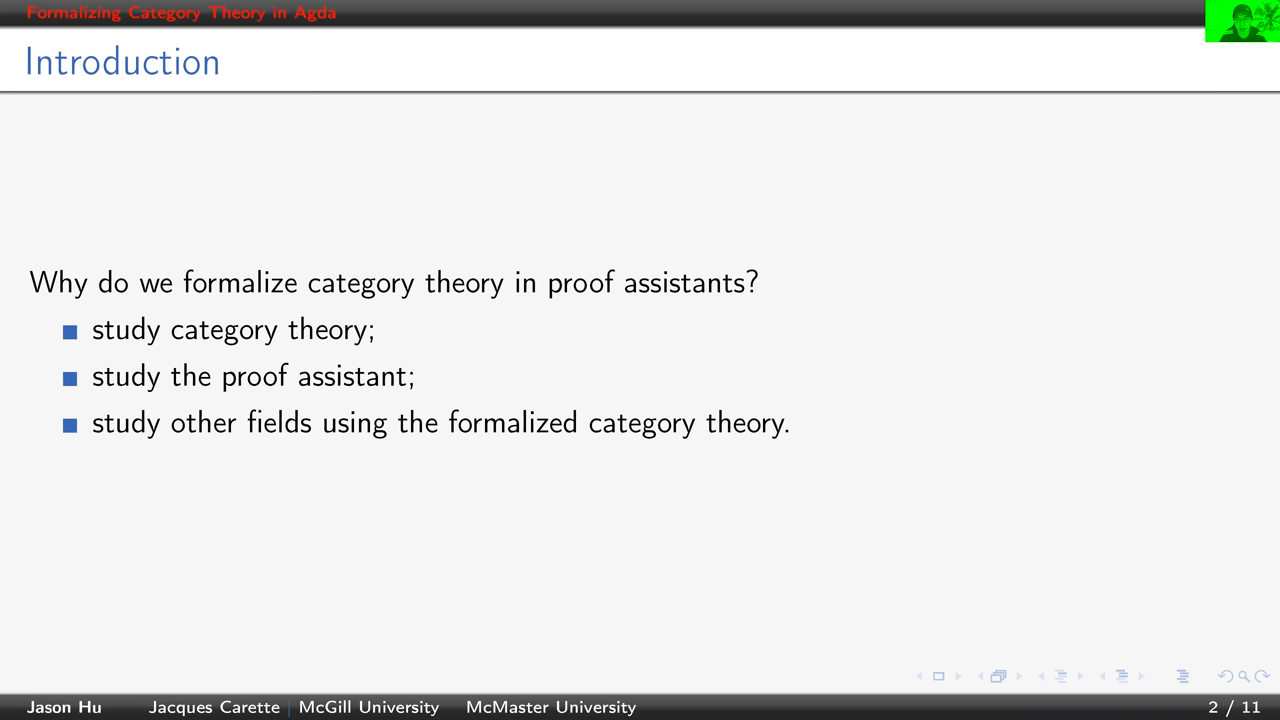 Formalizing Category Theory in Agda
Introduction
Why do we formalize category theory in proof assistants?
study category theory;
study the proof assistant;
study other fields using the formalized category theory.
Jason Hu Jacques Carette | McGill University McMaster University 2 / 11